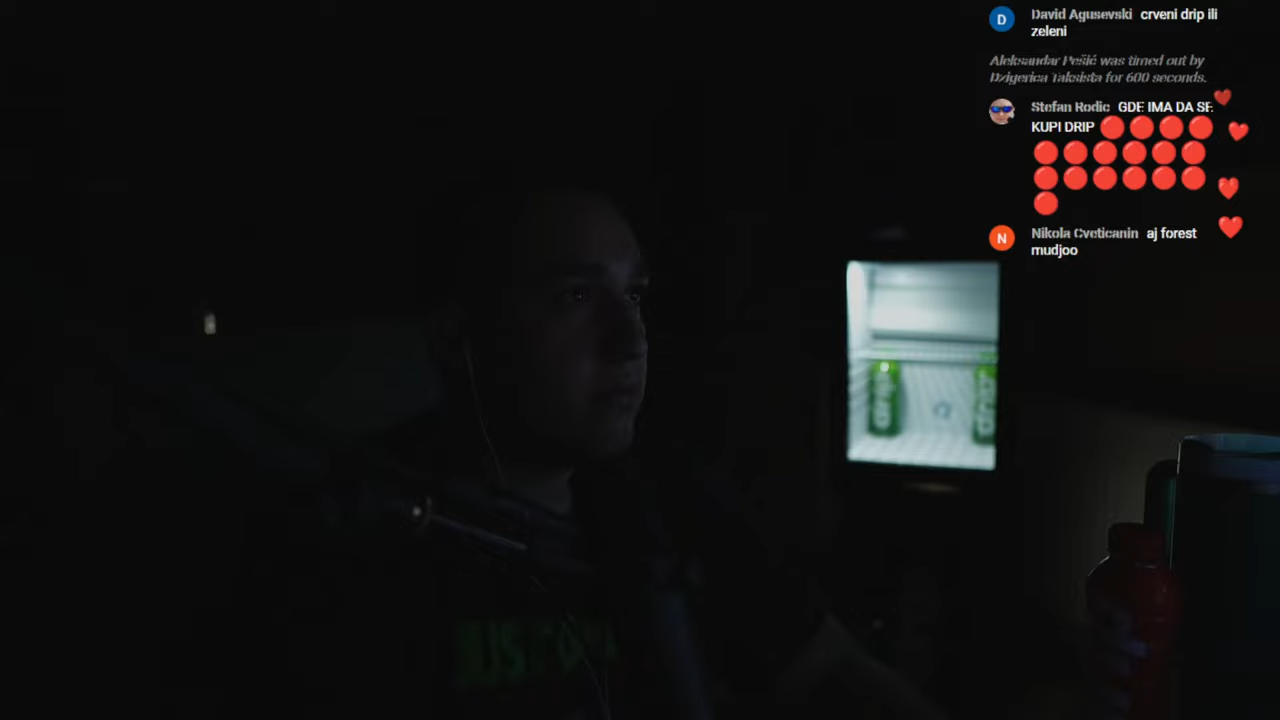 D David Agusevski crveni drip ili
zeleni
Aleksandar Pešić was timed out by
Dzigerica Taksista for 600 seconds.
Stefan Rodic GDE IMA DA SE
KUPI DRIP
N Nikola Cveticanin aj forest
mudjoo
drip